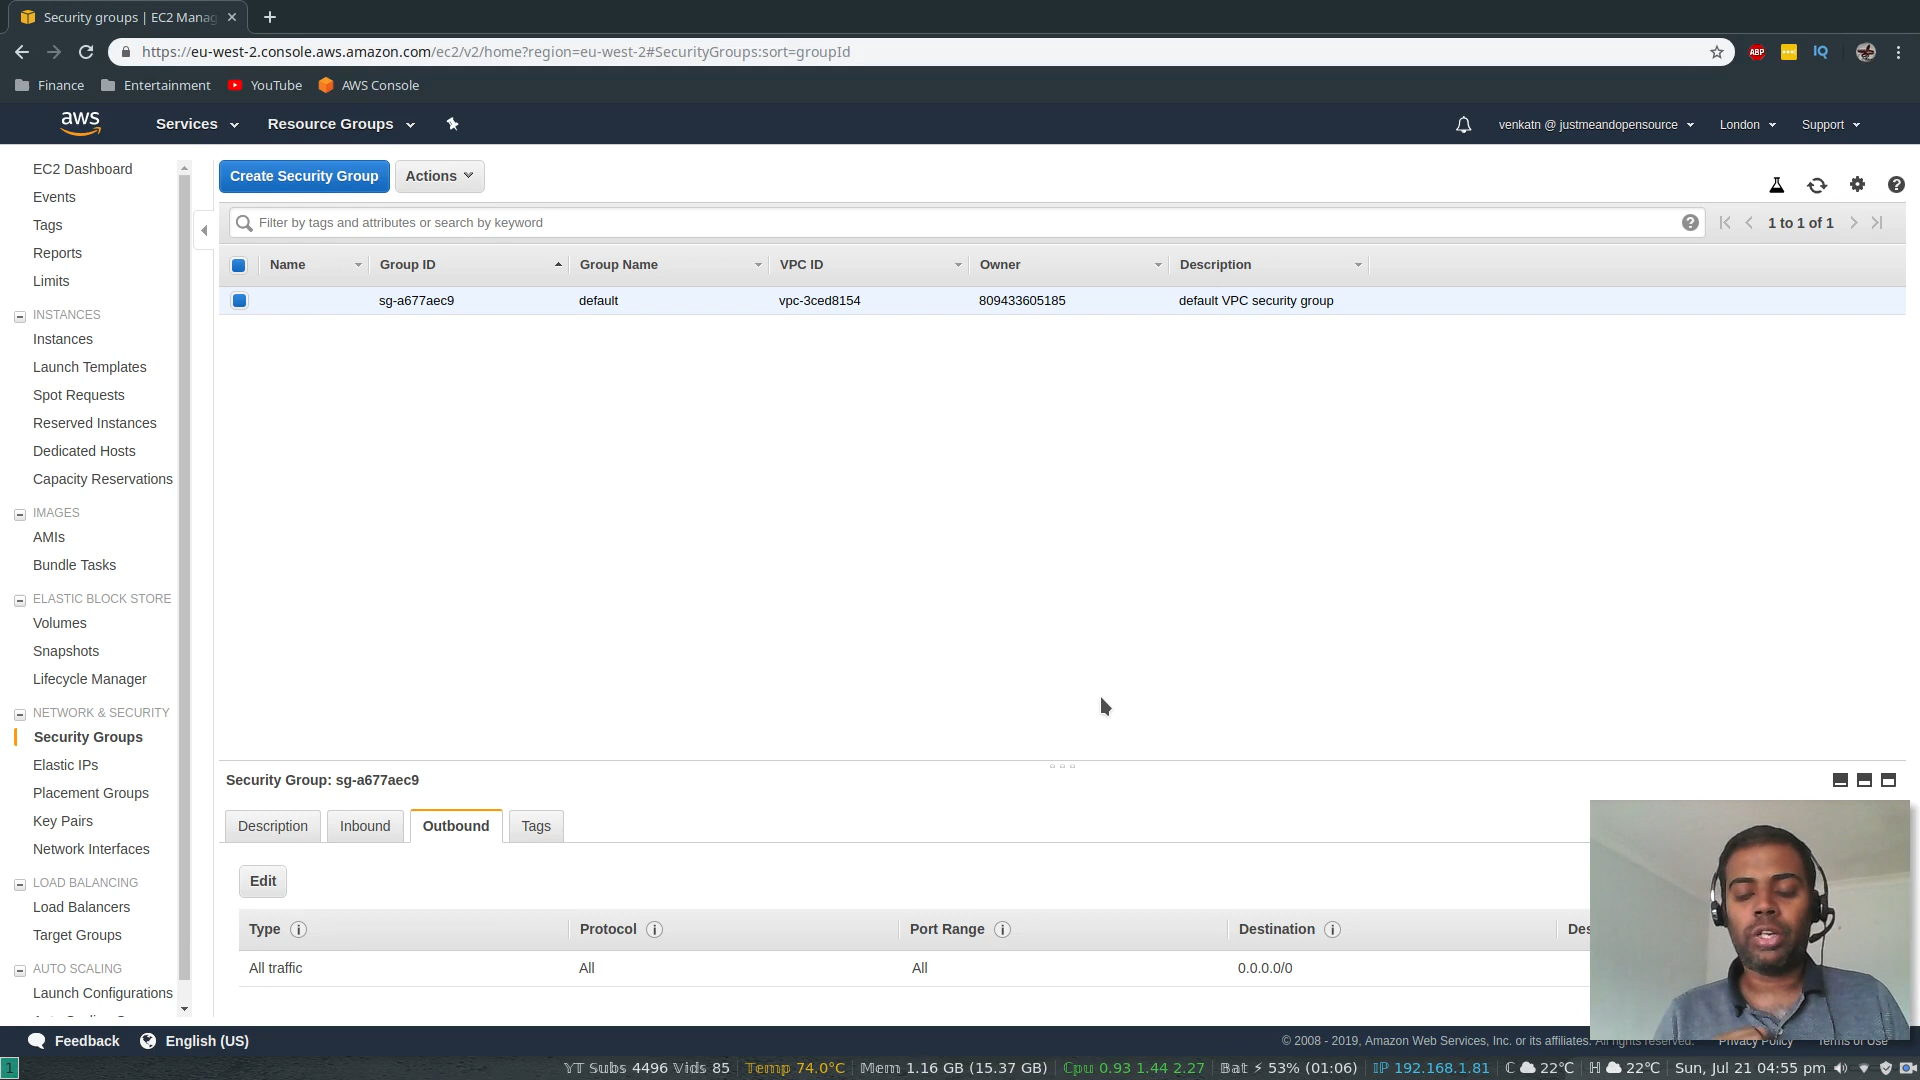 Security groups | EC2 Manag
https://eu-west-2.console.aws.amazon.com/ec2/v2/home?region=eu-west-2#SecurityGroups:sort=groupId
ABP
IQ
Finance
Entertainment
YouTube
AWS Console
aws
Services
Resource Groups
venkatn @ justmeandopensource
London
Support
EC2 Dashboard
Events
Tags
Reports
Limits
INSTANCES
Instances
Launch Templates
Spot Requests
Reserved Instances
Dedicated Hosts
Capacity Reservations
IMAGES
AMIs
Bundle Tasks
ELASTIC BLOCK STORE
Volumes
Snapshots
Lifecycle Manager
NETWORK & SECURITY
Security Groups
Elastic IPs
Placement Groups
Key Pairs
Network Interfaces
LOAD BALANCING
Load Balancers
Target Groups
AUTO SCALING
Launch Configurations
Create Security Group
Actions
Filter by tags and attributes or search by keyword
1 to 1 of 1
Name Group ID Group Name VPC ID Owner Description
sg-a677aec9 default vpc-3ced8154 809433605185 default VPC security group
Security Group: sg-a677aec9
Description Inbound Outbound Tags
Edit
Type Protocol Port Range Destination Des
All traffic All All 0.0.0.0/0
Feedback
English (US)
© 2008 - 2019, Amazon Web Services, Inc. or its affiliates. All rights reserved. Privacy Policy Terms of Use
1
YT Subs 4496 Vids 85 Temp 74.0°C Mem 1.16 GB (15.37 GB) Cpu 0.93 1.44 2.27 Bat ⚡ 53% (01:06) IP 192.168.1.81 C 22°C H 22°C Sun, Jul 21 04:55 pm